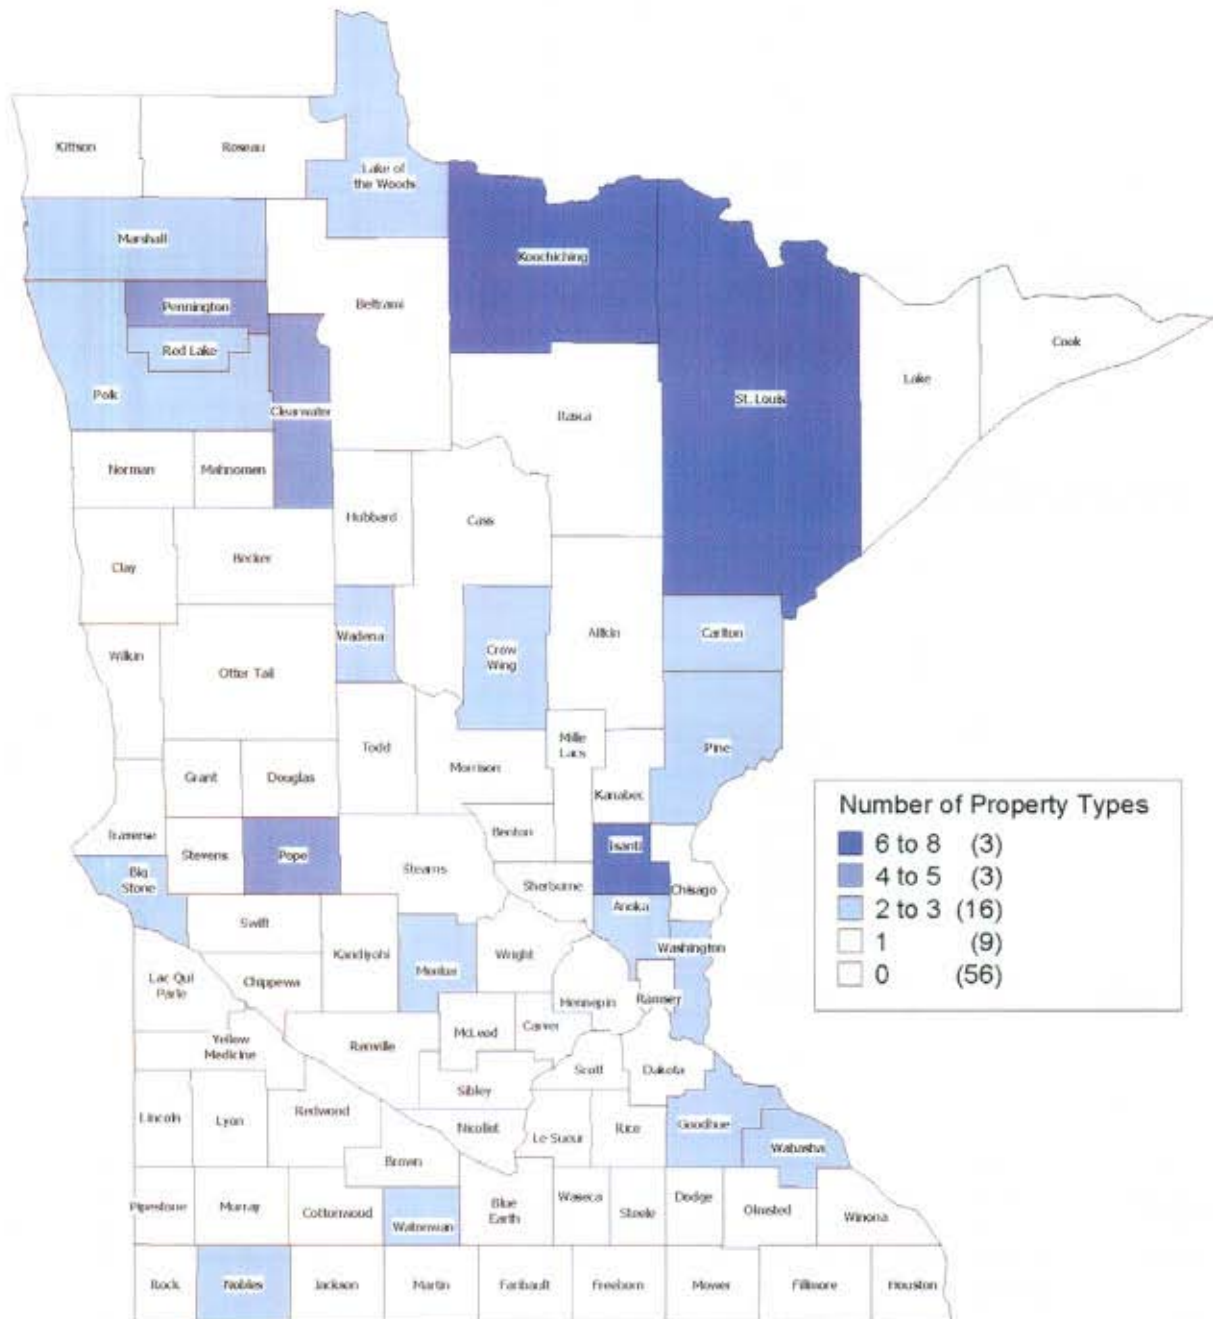 Kittson
Roseau
Lake of
the Woods
Marshall
Koochiching
Pennington
Beltrami
Red Lake
Polk
Clearwater
Itasca
St. Louis
Lake
Cook
Norman
Mahnomen
Hubbard
Cass
Clay
Becker
Wadena
Crow
Wing
Aitkin
Carlton
Wilkin
Otter Tail
Todd
Morrison
Mille
Lacs
Pine
Grant
Douglas
Kanabec
Number of Property Types
6 to 8 (3)
4 to 5 (3)
2 to 3 (16)
1 (9)
0 (56)
Traverse
Stevens
Pope
Benton
Isanti
Big
Stone
Stearns
Sherburne
Chisago
Anoka
Swift
Kandiyohi
Meeker
Wright
Washington
Lac Qui
Parle
Chippewa
Hennepin
Ramsey
Yellow
Medicine
Renville
McLeod
Carver
Scott
Dakota
Sibley
Lincoln
Lyon
Redwood
Nicollet
Le Sueur
Rice
Goodhue
Wabasha
Brown
Pipestone
Murray
Cottonwood
Watonwan
Blue
Earth
Waseca
Steele
Dodge
Olmsted
Winona
Rock
Nobles
Jackson
Martin
Faribault
Freeborn
Mower
Fillmore
Houston